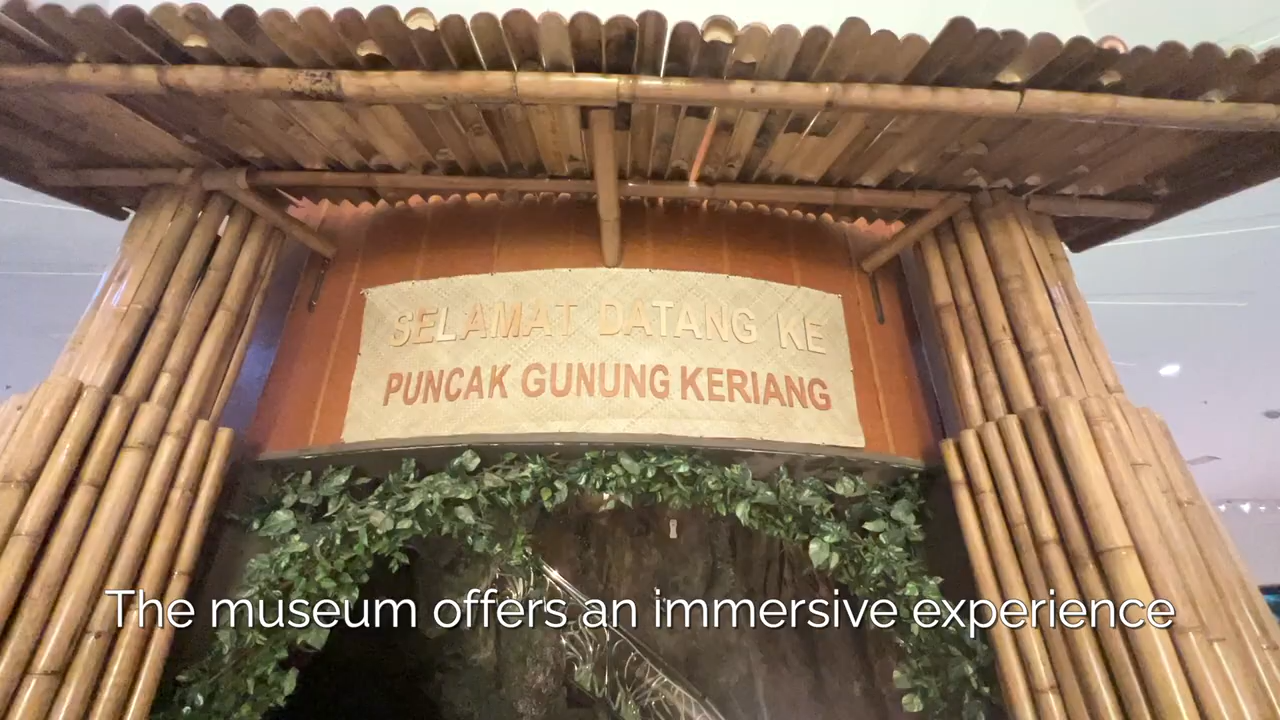 SELAMAT DATANG KE
PUNCAK GUNUNG KERIANG
The museum offers an immersive experience